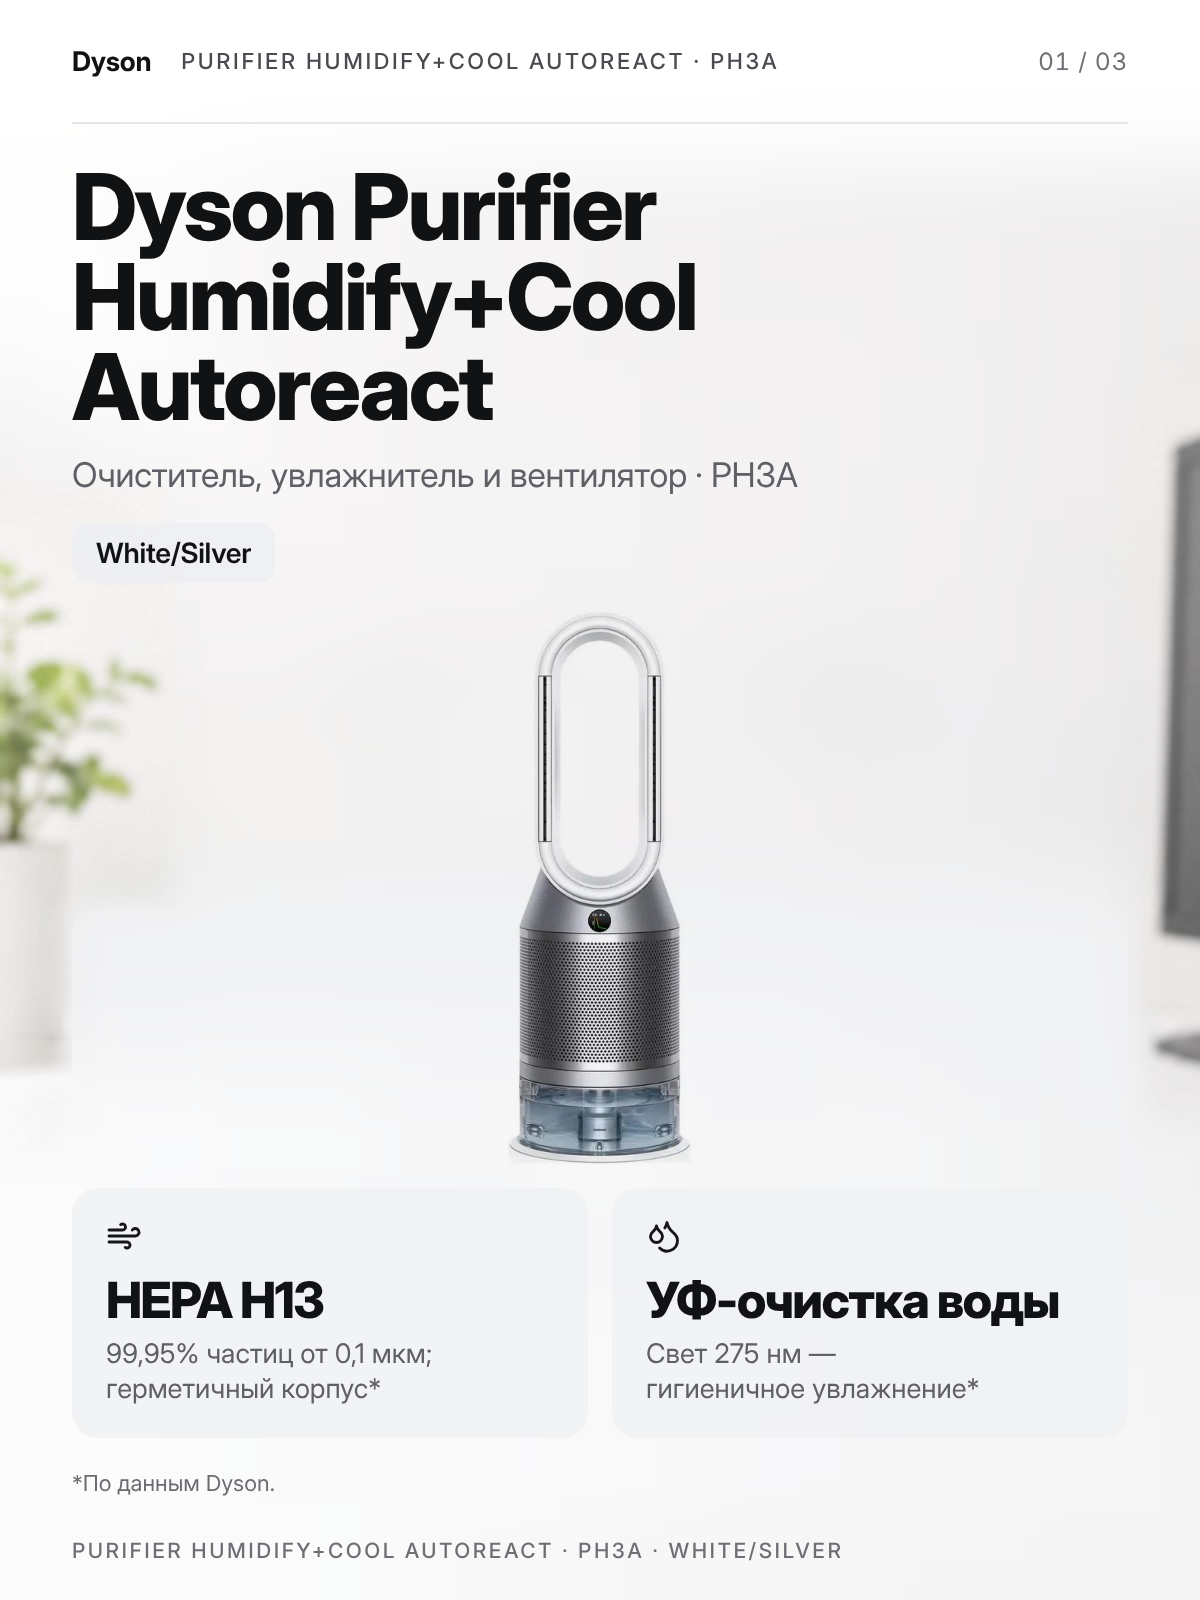 Dyson PURIFIER HUMIDIFY+COOL AUTOREACT · PH3A 01 / 03
Dyson Purifier
Humidify+Cool
Autoreact
Очиститель, увлажнитель и вентилятор · PH3A
White/Silver
HEPA H13
99,95% частиц от 0,1 мкм;
герметичный корпус*
УФ-очистка воды
Свет 275 нм —
гигиеничное увлажнение*
*По данным Dyson.
PURIFIER HUMIDIFY+COOL AUTOREACT · PH3A · WHITE/SILVER